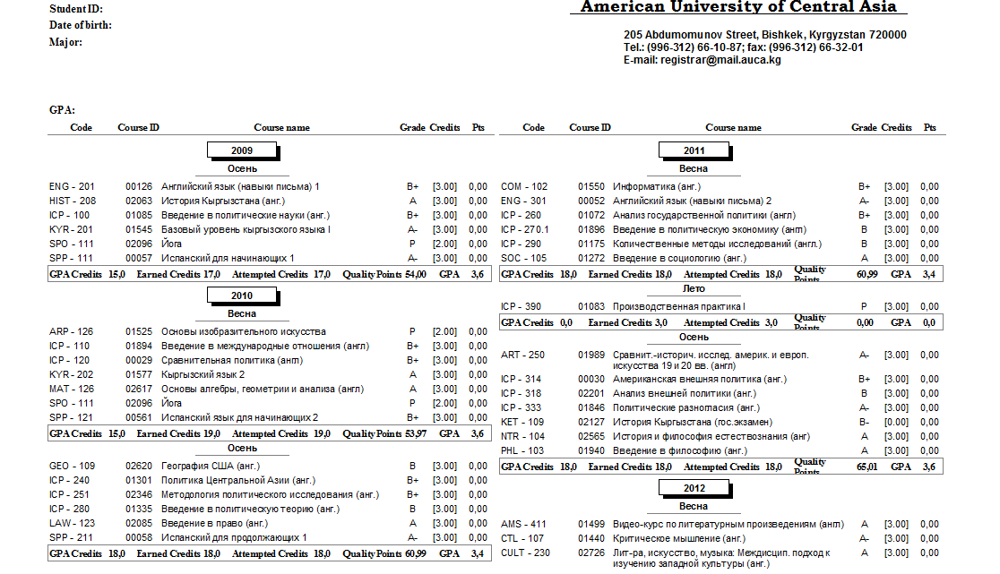 Student ID:
American University of Central Asia
Date of birth:
Major:
205 Abdumomunov Street, Bishkek, Kyrgyzstan 720000
Tel.: (996-312) 66-10-87; fax: (996-312) 66-32-01
E-mail: registrar@mail.auca.kg
GPA:
Code Course ID Course name Grade Credits Pts
2009
Осень
ENG - 201 00126 Английский язык (навыки письма) 1 B+ [3.00] 0,00
HIST - 208 02063 История Кыргызстана (анг.) A [3.00] 0,00
ICP - 100 01085 Введение в политические науки (анг.) B+ [3.00] 0,00
KYR - 201 01545 Базовый уровень кыргызского языка I A- [3.00] 0,00
SPO - 111 02096 Йога P [2.00] 0,00
SPP - 111 00057 Испанский для начинающих 1 A- [3.00] 0,00
GPA Credits 15,0 Earned Credits 17,0 Attempted Credits 17,0 Quality Points 54,00 GPA 3,6
2010
Весна
ARP - 126 01525 Основы изобразительного искусства P [2.00] 0,00
ICP - 110 01894 Введение в международные отношения (англ) B+ [3.00] 0,00
ICP - 120 00029 Сравнительная политика (англ) B+ [3.00] 0,00
KYR - 202 01577 Кыргызский язык 2 A [3.00] 0,00
MAT - 126 02617 Основы алгебры, геометрии и анализа (англ) A [3.00] 0,00
SPO - 111 02096 Йога P [2.00] 0,00
SPP - 121 00561 Испанский язык для начинающих 2 B+ [3.00] 0,00
GPA Credits 15,0 Earned Credits 19,0 Attempted Credits 19,0 Quality Points 53,97 GPA 3,6
Осень
GEO - 109 02620 География США (анг.) B [3.00] 0,00
ICP - 240 01301 Политика Центральной Азии (анг.) B+ [3.00] 0,00
ICP - 251 02346 Методология политического исследования (анг.) B+ [3.00] 0,00
ICP - 280 01335 Введение в политическую теорию (анг.) B [3.00] 0,00
LAW - 123 02085 Введение в право (анг.) A [3.00] 0,00
SPP - 211 00058 Испанский для продолжающих 1 A- [3.00] 0,00
GPA Credits 18,0 Earned Credits 18,0 Attempted Credits 18,0 Quality Points 60,99 GPA 3,4
Code Course ID Course name Grade Credits Pts
2011
Весна
COM - 102 01550 Информатика (анг.) B+ [3.00] 0,00
ENG - 301 00052 Английский язык (навыки письма) 2 A- [3.00] 0,00
ICP - 260 01072 Анализ государственной политики (англ) B+ [3.00] 0,00
ICP - 270.1 01896 Введение в политическую экономику (англ) B [3.00] 0,00
ICP - 290 01175 Количественные методы исследований (англ.) B [3.00] 0,00
SOC - 105 01272 Введение в социологию (анг.) A [3.00] 0,00
GPA Credits 18,0 Earned Credits 18,0 Attempted Credits 18,0 Quality Points 60,99 GPA 3,4
Лето
ICP - 390 01083 Производственная практика I P [3.00] 0,00
GPA Credits 0,0 Earned Credits 3,0 Attempted Credits 3,0 Quality Points 0,00 GPA 0,0
Осень
ART - 250 01989 Сравнит.-историч. исслед. америк. и европ. A- [3.00] 0,00
искусства 19 и 20 вв. (англ)
ICP - 314 00030 Американская внешняя политика (анг.) B+ [3.00] 0,00
ICP - 318 02201 Анализ внешней политики (анг.) B [3.00] 0,00
ICP - 333 01846 Политические разногласия (анг.) A- [3.00] 0,00
KET - 109 02127 История Кыргызстана (гос.экзамен) B- [0.00] 0,00
NTR - 104 02565 История и философия естествознания (анг) A [3.00] 0,00
PHL - 103 01940 Введение в философию (анг.) A [3.00] 0,00
GPA Credits 18,0 Earned Credits 18,0 Attempted Credits 18,0 Quality Points 65,01 GPA 3,6
2012
Весна
AMS - 411 01499 Видео-курс по литературным произведениям (англ) A [3.00] 0,00
CTL - 107 01440 Критическое мышление (анг.) A- [3.00] 0,00
CULT - 230 02726 Лит-ра, искусство, музыка: Междисцип. подход к A [3.00] 0,00
изучению западной культуры (анг.)